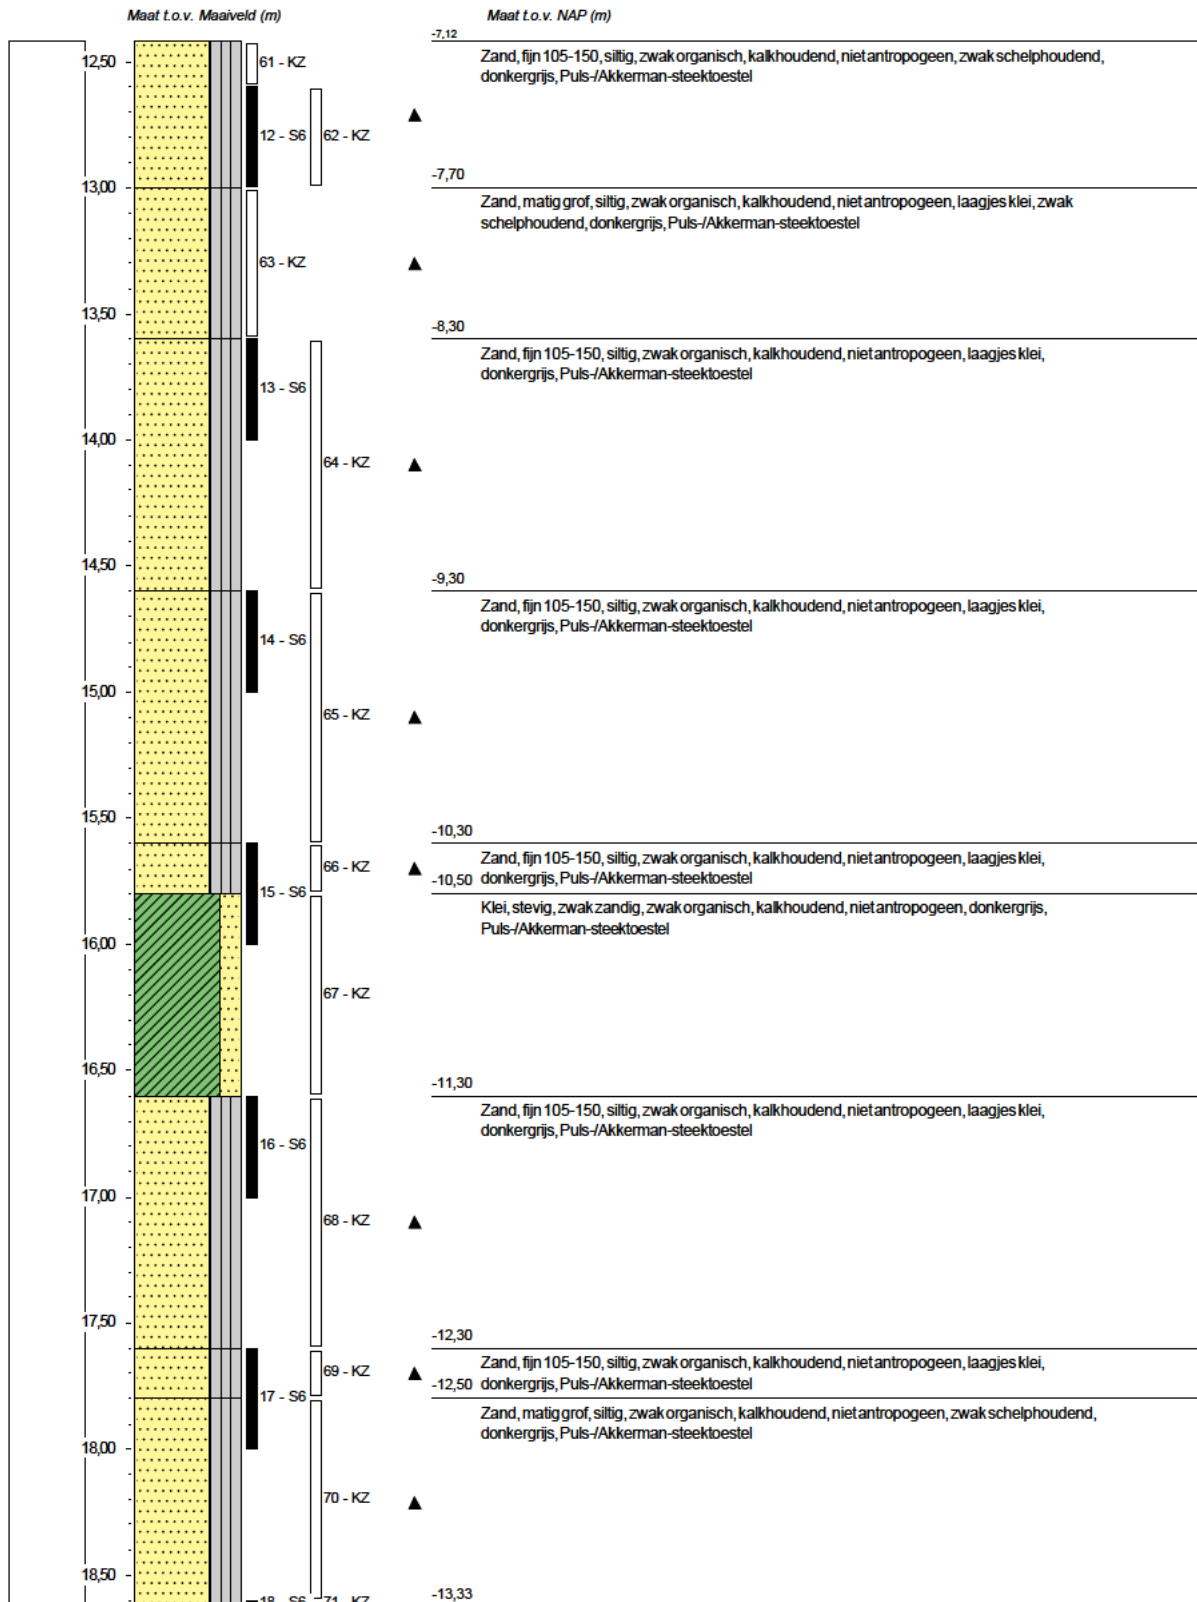 Maat t.o.v. Maaiveld (m)
Maat t.o.v. NAP (m)
-7,12
Zand, fijn 105-150, siltig, zwak organisch, kalkhoudend, niet antropogeen, zwak schelphoudend,
donkergrijs, Puls-/Akkerman-steektoestel
12,50
61 - KZ
12 - S6
62 - KZ
-7,70
13,00
Zand, matig grof, siltig, zwak organisch, kalkhoudend, niet antropogeen, laagjes klei, zwak
schelphoudend, donkergrijs, Puls-/Akkerman-steektoestel
63 - KZ
13,50
-8,30
Zand, fijn 105-150, siltig, zwak organisch, kalkhoudend, niet antropogeen, laagjes klei,
donkergrijs, Puls-/Akkerman-steektoestel
13 - S6
14,00
64 - KZ
14,50
-9,30
Zand, fijn 105-150, siltig, zwak organisch, kalkhoudend, niet antropogeen, laagjes klei,
donkergrijs, Puls-/Akkerman-steektoestel
14 - S6
15,00
65 - KZ
15,50
-10,30
Zand, fijn 105-150, siltig, zwak organisch, kalkhoudend, niet antropogeen, laagjes klei,
donkergrijs, Puls-/Akkerman-steektoestel
66 - KZ
-10,50
15 - S6
Klei, stevig, zwak zandig, zwak organisch, kalkhoudend, niet antropogeen, donkergrijs,
Puls-/Akkerman-steektoestel
16,00
67 - KZ
16,50
-11,30
Zand, fijn 105-150, siltig, zwak organisch, kalkhoudend, niet antropogeen, laagjes klei,
donkergrijs, Puls-/Akkerman-steektoestel
16 - S6
17,00
68 - KZ
17,50
-12,30
Zand, fijn 105-150, siltig, zwak organisch, kalkhoudend, niet antropogeen, laagjes klei,
donkergrijs, Puls-/Akkerman-steektoestel
69 - KZ
-12,50
17 - S6
Zand, matig grof, siltig, zwak organisch, kalkhoudend, niet antropogeen, zwak schelphoudend,
donkergrijs, Puls-/Akkerman-steektoestel
18,00
70 - KZ
18,50
-13,33
18 - S6
71 - KZ